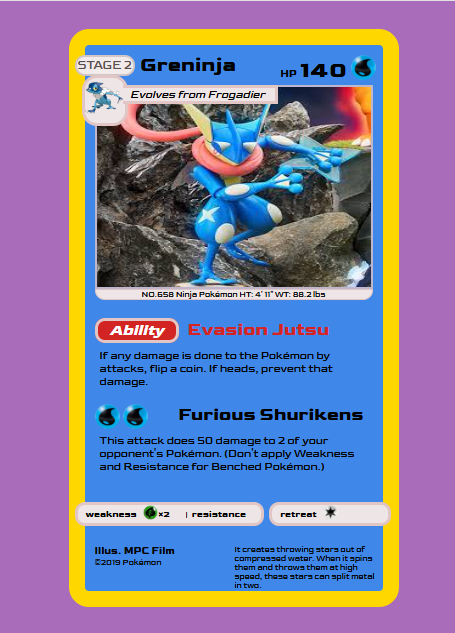 STAGE 2 Greninja HP 140
Evolves from Frogadier
NO.658 Ninja Pokémon HT: 4'11" WT: 88.2 lbs
Ability Evasion Jutsu
If any damage is done to the Pokémon by
attacks, flip a coin. If heads, prevent that
damage.
Furious Shurikens
This attack does 50 damage to 2 of your
opponent's Pokémon. (Don't apply Weakness
and Resistance for Benched Pokémon.)
weakness ×2 | resistance retreat
Illus. MPC Film
©2019 Pokémon
It creates throwing stars out of
compressed water. When it spins
them and throws them at high
speed, these stars can split metal
in two.